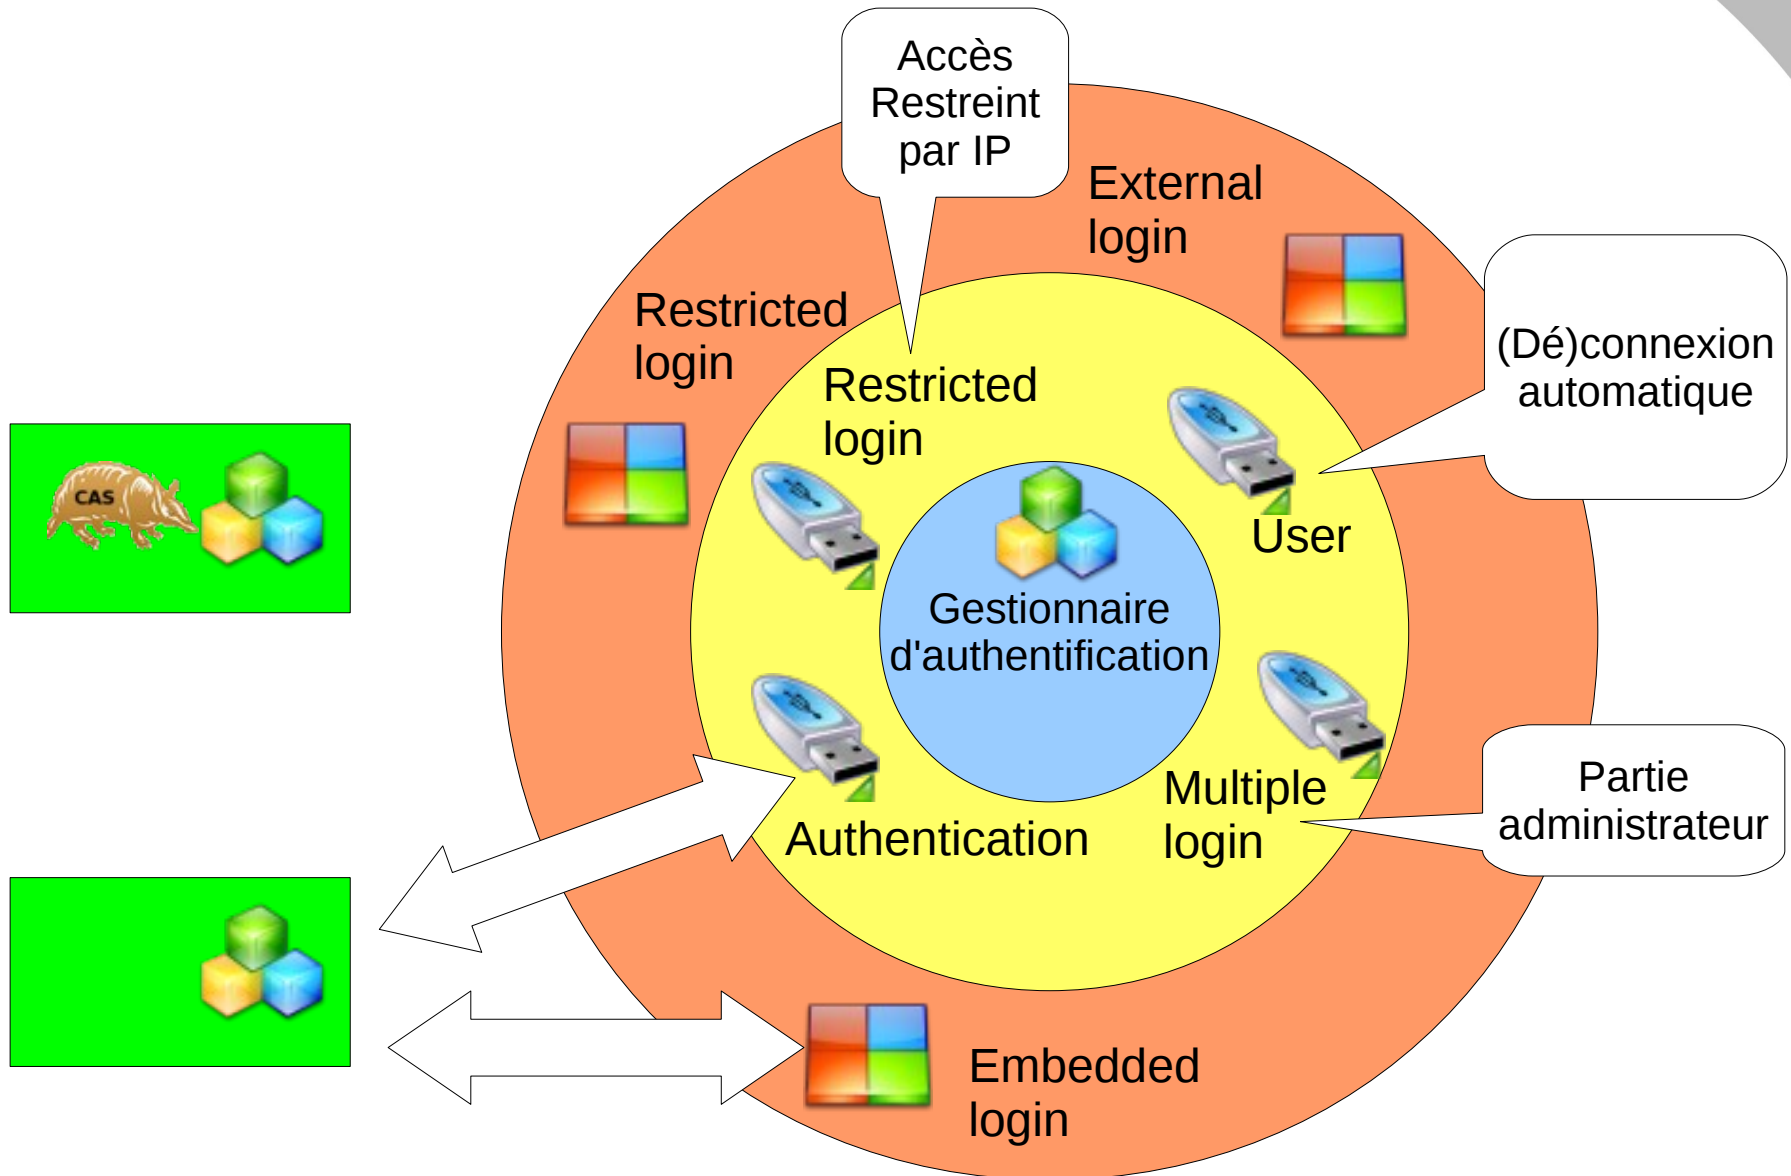 Accès
Restreint
par IP
External
login
Restricted
login
(Dé)connexion
automatique
Restricted
login
CAS
User
Gestionnaire
d'authentification
Multiple
login
Partie
administrateur
Authentication
Embedded
login